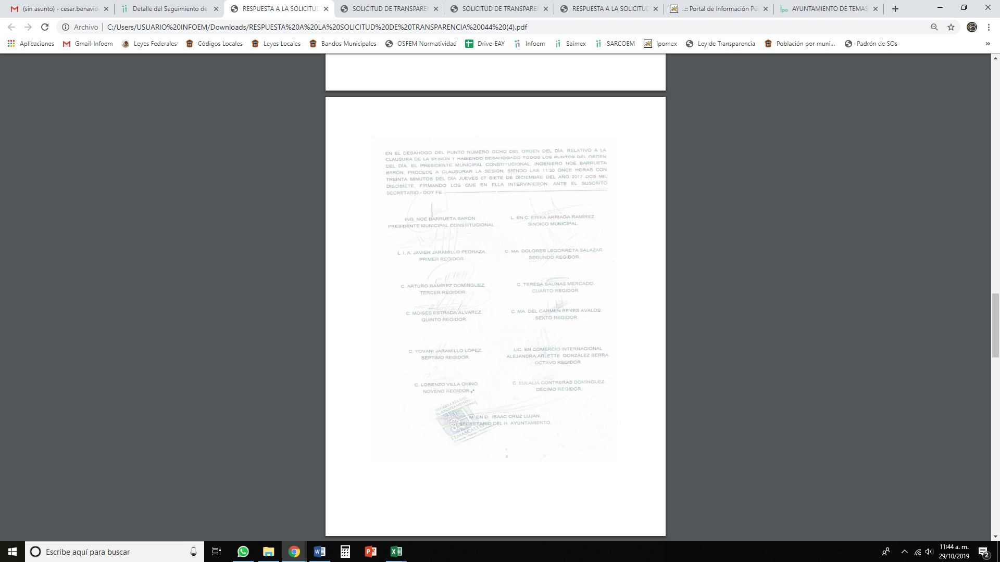 (sin asunto) - cesar.benavid
Detalle del Seguimiento de
RESPUESTA A LA SOLICITUD
SOLICITUD DE TRANSPAREN
SOLICITUD DE TRANSPAREN
RESPUESTA A LA SOLICITUD
..:: Portal de Información Púb
AYUNTAMIENTO DE TEMAS
Archivo
C:/Users/USUARIO%20INFOEM/Downloads/RESPUESTA%20A%20LA%20SOLICITUD%20DE%20TRANSPARENCIA%20044%20(4).pdf
Aplicaciones
Gmail-Infoem
Leyes Federales
Códigos Locales
Leyes Locales
Bandos Municipales
OSFEM Normatividad
Drive-EAY
Infoem
Saimex
SARCOEM
Ipomex
Ley de Transparencia
Población por muni...
Padrón de SOs
»
EN EL DESAHOGO DEL PUNTO NÚMERO OCHO DEL ORDEN DEL DÍA, RELATIVO A LA
CLAUSURA DE LA SESIÓN Y HABIENDO DESAHOGADO TODOS LOS PUNTOS DEL ORDEN
DEL DÍA, EL PRESIDENTE MUNICIPAL CONSTITUCIONAL, INGENIERO NOÉ BARRUETA
BARÓN, PROCEDE A CLAUSURAR LA SESIÓN, SIENDO LAS 11:30 ONCE HORAS CON
TREINTA MINUTOS DEL DÍA JUEVES 07 SIETE DE DICIEMBRE DEL AÑO 2017 DOS MIL
DIECISIETE, FIRMANDO LOS QUE EN ELLA INTERVINIERON, ANTE EL SUSCRITO
SECRETARIO.- DOY FE. ------------------------------------------------------------
ING. NOÉ BARRUETA BARÓN.
PRESIDENTE MUNICIPAL CONSTITUCIONAL
L. EN C. ERIKA ARRIAGA RAMÍREZ.
SINDICO MUNICIPAL.
L. I. A. JAVIER JARAMILLO PEDRAZA.
PRIMER REGIDOR.
C. MA. DOLORES LEGORRETA SALAZAR.
SEGUNDO REGIDOR.
C. ARTURO RAMÍREZ DOMÍNGUEZ.
TERCER REGIDOR.
C. TERESA SALINAS MERCADO.
CUARTO REGIDOR.
C. MOISÉS ESTRADA ALVAREZ.
QUINTO REGIDOR.
C. MA. DEL CARMEN REYES AVALOS.
SEXTO REGIDOR.
C. YOVANI JARAMILLO LÓPEZ.
SÉPTIMO REGIDOR.
LIC. EN COMERCIO INTERNACIONAL
ALEJANDRA ARLETTE GONZÁLEZ BERRA.
OCTAVO REGIDOR.
C. LORENZO VILLA CHINO.
NOVENO REGIDOR.
C. EULALIA CONTRERAS DOMÍNGUEZ.
DÉCIMO REGIDOR.
SECRETARÍA DEL
H. AYUNTAMIENTO
M. EN D. ISAAC CRUZ LUJÁN.
SECRETARIO DEL H. AYUNTAMIENTO.
4
Escribe aquí para buscar
11:44 a. m.
29/10/2019
2